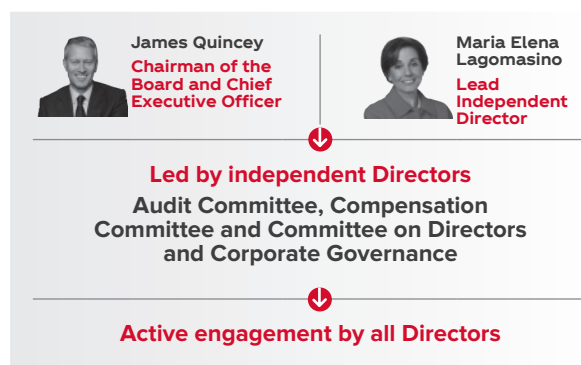 James Quincey
Chairman of the
Board and Chief
Executive Officer
Maria Elena
Lagomasino
Lead
Independent
Director
Led by independent Directors
Audit Committee, Compensation
Committee and Committee on Directors
and Corporate Governance
Active engagement by all Directors